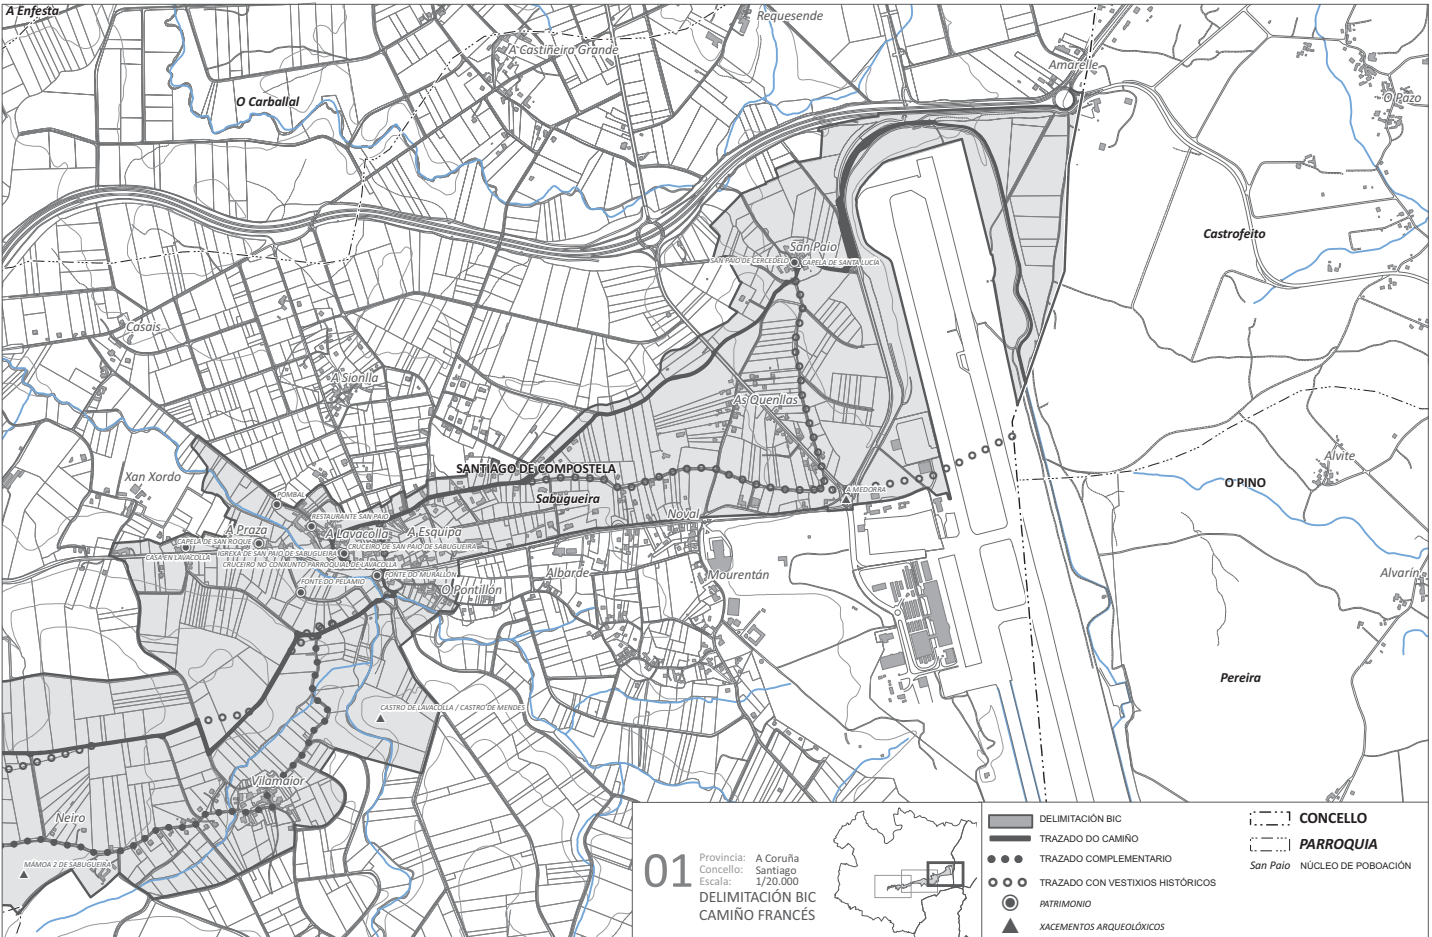 A Enfesta
Requesende
A Castiñeira Grande
Amarelle
O Pazo
O Carballal
Castrofeito
San Paio
SAN PAIO DE CERCEDELO
CAPELA DE SANTA LUCÍA
Casais
A Sionlla
As Quenllas
SANTIAGO DE COMPOSTELA
Alvite
Xan Xordo
O PINO
POMBAL
Sabugueira
A MEDORRA
RESTAURANTE SAN PAIO
Noval
A Praza
A Lavacolla
A Esquipa
CAPELA DE SAN ROQUE
CRUCEIRO DE SAN PAIO DE SABUGUEIRA
IGREXA DE SAN PAIO DE SABUGUEIRA
CASA EN LAVACOLLA
CRUCEIRO NO CONXUNTO PARROQUIAL DE LAVACOLLA
FONTE DO MURALLÓN
Albarde
Mourentán
Alvarín
FONTE DO PELAMIO
O Pontillón
Pereira
CASTRO DE LAVACOLLA / CASTRO DE MENDES
Vilamaior
Neiro
MÁMOA 2 DE SABUGUEIRA
01
Provincia: A Coruña
Concello: Santiago
Escala: 1/20.000
DELIMITACIÓN BIC
CAMIÑO FRANCÉS
DELIMITACIÓN BIC
TRAZADO DO CAMIÑO
TRAZADO COMPLEMENTARIO
TRAZADO CON VESTIXIOS HISTÓRICOS
PATRIMONIO
XACEMENTOS ARQUEOLÓXICOS
CONCELLO
PARROQUIA
San Paio NÚCLEO DE POBOACIÓN